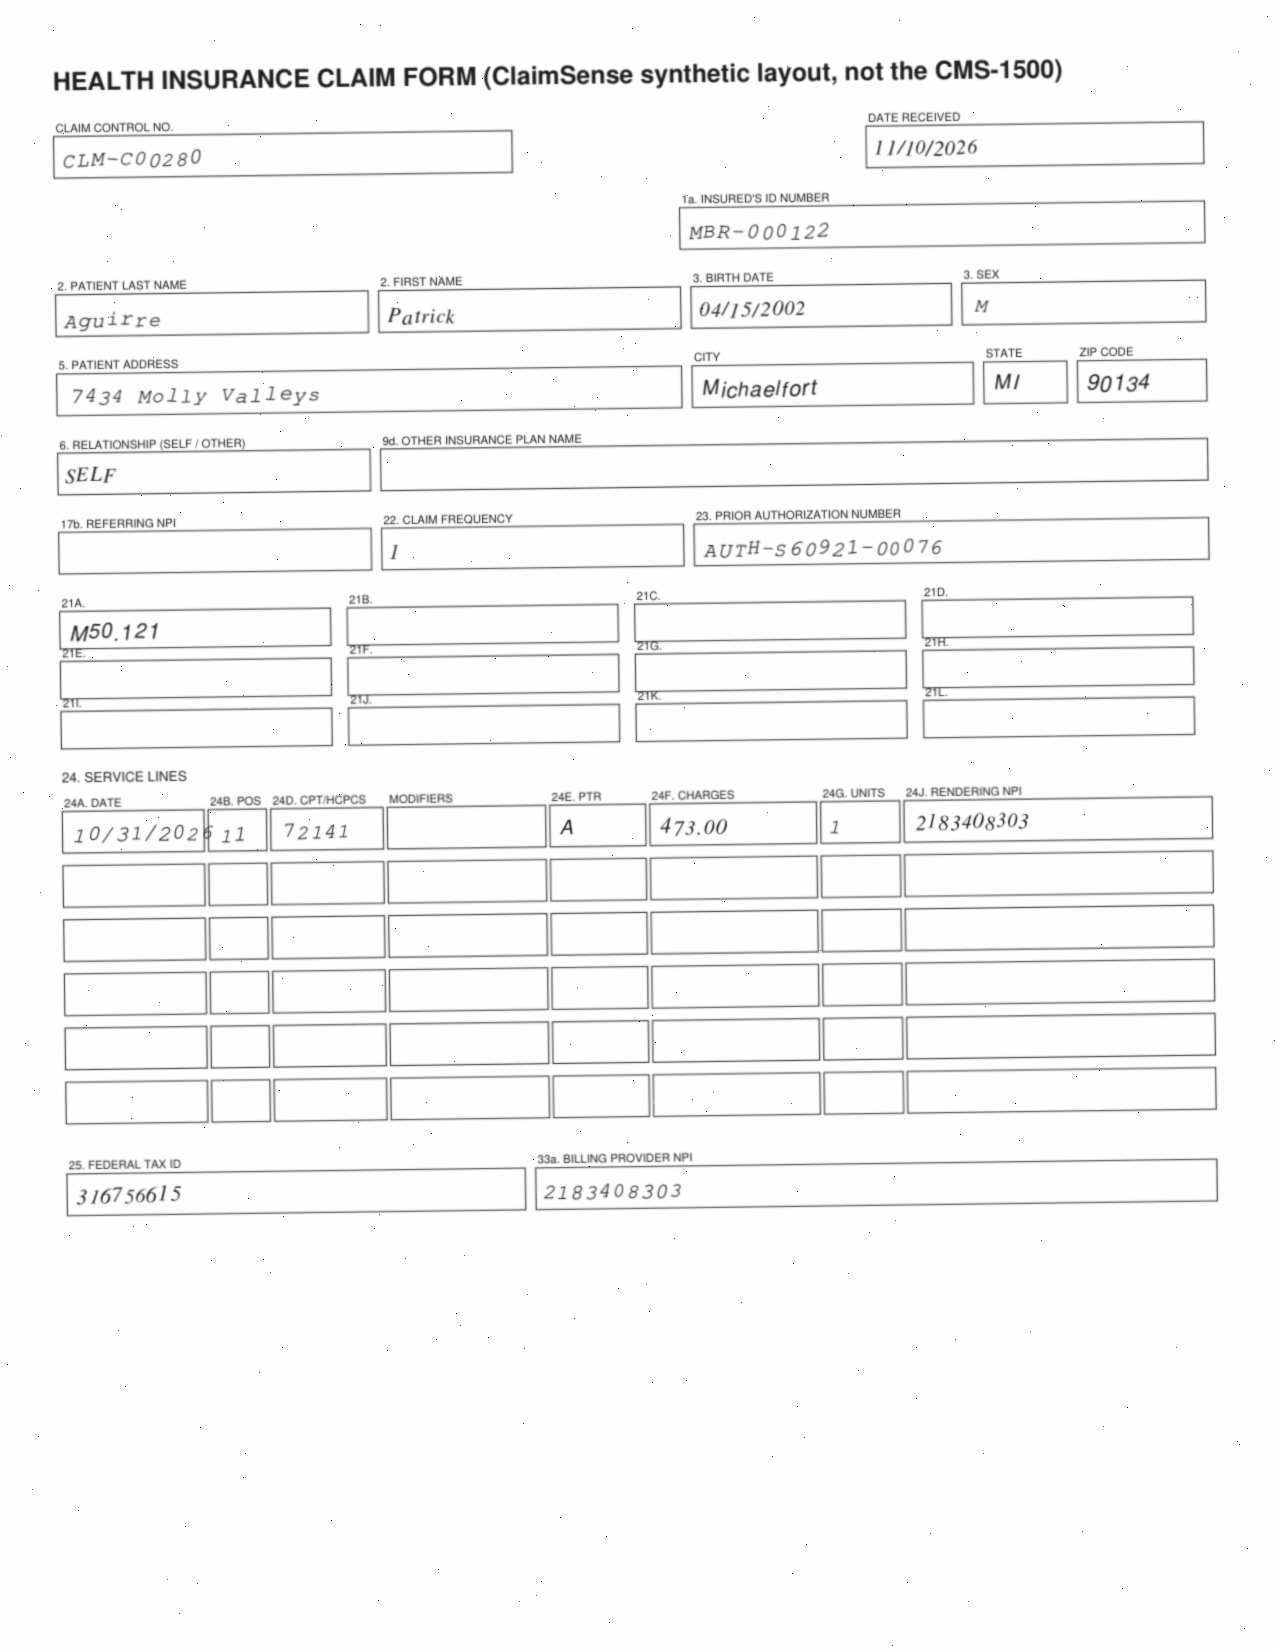 HEALTH INSURANCE CLAIM FORM (ClaimSense synthetic layout, not the CMS-1500)
CLAIM CONTROL NO. DATE RECEIVED
CLM-C00280 11/10/2026
1a. INSURED'S ID NUMBER
MBR-000122
2. PATIENT LAST NAME 2. FIRST NAME 3. BIRTH DATE 3. SEX
Aguirre Patrick 04/15/2002 M
5. PATIENT ADDRESS CITY STATE ZIP CODE
7434 Molly Valleys Michaelfort MI 90134
6. RELATIONSHIP (SELF / OTHER) 9d. OTHER INSURANCE PLAN NAME
SELF
17b. REFERRING NPI 22. CLAIM FREQUENCY 23. PRIOR AUTHORIZATION NUMBER
1 AUTH-S60921-00076
21A. 21B. 21C. 21D.
M50.121
21E. 21F. 21G. 21H.
21I. 21J. 21K. 21L.
24. SERVICE LINES
24A. DATE 24B. POS 24D. CPT/HCPCS MODIFIERS 24E. PTR 24F. CHARGES 24G. UNITS 24J. RENDERING NPI
10/31/2026 11 72141 A 473.00 1 2183408303
25. FEDERAL TAX ID 33a. BILLING PROVIDER NPI
316756615 2183408303